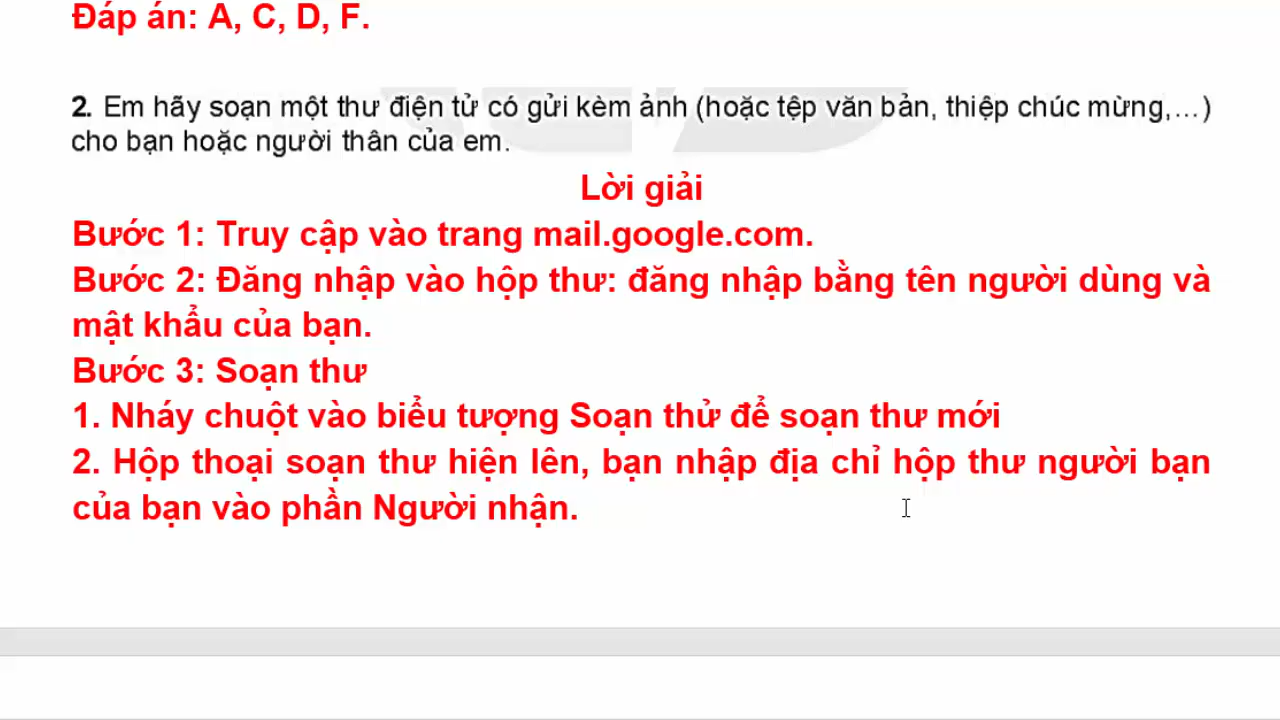 Đáp án: A, C, D, F.
2. Em hãy soạn một thư điện tử có gửi kèm ảnh (hoặc tệp văn bản, thiệp chúc mừng,...)
cho bạn hoặc người thân của em.
Lời giải
Bước 1: Truy cập vào trang mail.google.com.
Bước 2: Đăng nhập vào hộp thư: đăng nhập bằng tên người dùng và
mật khẩu của bạn.
Bước 3: Soạn thư
1. Nháy chuột vào biểu tượng Soạn thử để soạn thư mới
2. Hộp thoại soạn thư hiện lên, bạn nhập địa chỉ hộp thư người bạn
của bạn vào phần Người nhận.